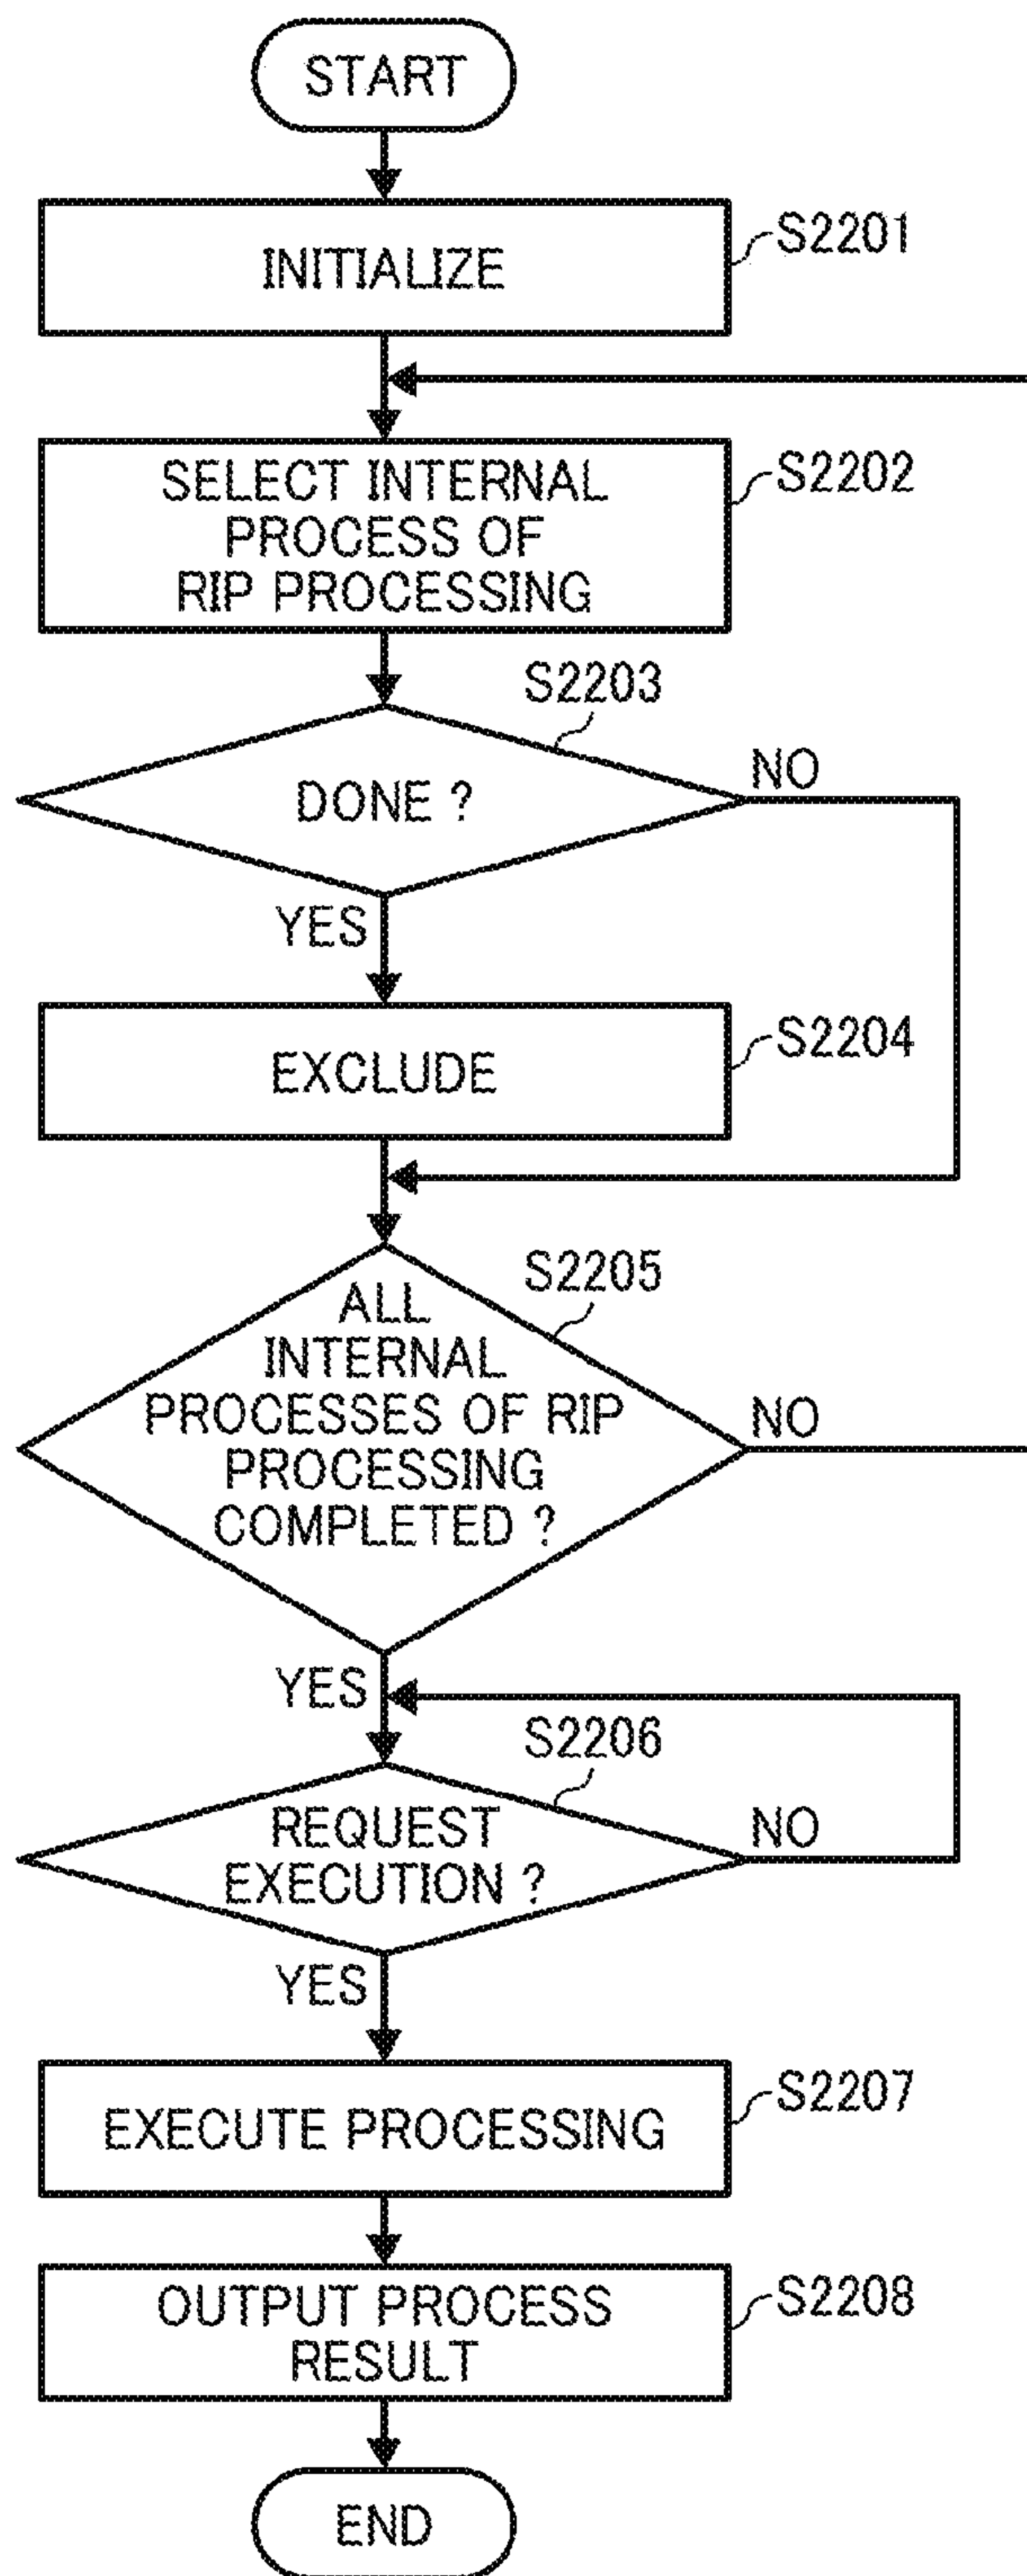 START
INITIALIZE
S2201
SELECT INTERNAL
PROCESS OF
RIP PROCESSING
S2202
S2203
DONE ?
NO
YES
EXCLUDE
S2204
S2205
ALL
INTERNAL
PROCESSES OF RIP
PROCESSING
COMPLETED ?
NO
YES
S2206
REQUEST
EXECUTION ?
NO
YES
EXECUTE PROCESSING
S2207
OUTPUT PROCESS
RESULT
S2208
END